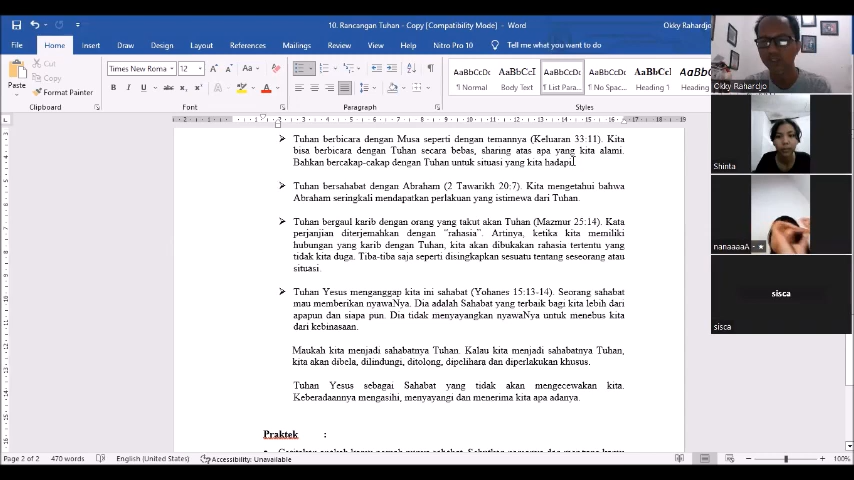 10. Rancangan Tuhan - Copy [Compatibility Mode] - Word
Okky Rahardjo
File Home Insert Draw Design Layout References Mailings Review View Help Nitro Pro 10 Tell me what you want to do
Paste
Cut
Copy
Format Painter
Times New Roma 12
AaBbCcDc AaBbCcI AaBbCcDc AaBbCcDc AaBbCcl AaBbC
¶ Normal Body Text ¶ List Para... ¶ No Spac... Heading 1 Heading
Clipboard Font Paragraph Styles
Tuhan berbicara dengan Musa seperti dengan temannya (Keluaran 33:11). Kita
bisa berbicara dengan Tuhan secara bebas, sharing atas apa yang kita alami.
Bahkan bercakap-cakap dengan Tuhan untuk situasi yang kita hadapi.
Tuhan bersahabat dengan Abraham (2 Tawarikh 20:7). Kita mengetahui bahwa
Abraham seringkali mendapatkan perlakuan yang istimewa dari Tuhan.
Tuhan bergaul karib dengan orang yang takut akan Tuhan (Mazmur 25:14). Kata
perjanjian diterjemahkan dengan “rahasia”. Artinya, ketika kita memiliki
hubungan yang karib dengan Tuhan, kita akan dibukakan rahasia tertentu yang
tidak kita duga. Tiba-tiba saja seperti disingkapkan sesuatu tentang seseorang atau
situasi.
Tuhan Yesus menganggap kita ini sahabat (Yohanes 15:13-14). Seorang sahabat
mau memberikan nyawaNya. Dia adalah Sahabat yang terbaik bagi kita lebih dari
apapun dan siapa pun. Dia tidak menyayangkan nyawaNya untuk menebus kita
dari kebinasaan.
Maukah kita menjadi sahabatnya Tuhan. Kalau kita menjadi sahabatnya Tuhan,
kita akan dibela, dilindungi, ditolong, dipelihara dan diperlakukan khusus.
Tuhan Yesus sebagai Sahabat yang tidak akan mengecewakan kita.
Keberadaannya mengasihi, menyayangi dan menerima kita apa adanya.
Praktek :
Page 2 of 2 470 words English (United States) Accessibility: Unavailable 100%
Okky Rahardjo
Shinta
nanaaaaA
sisca
sisca